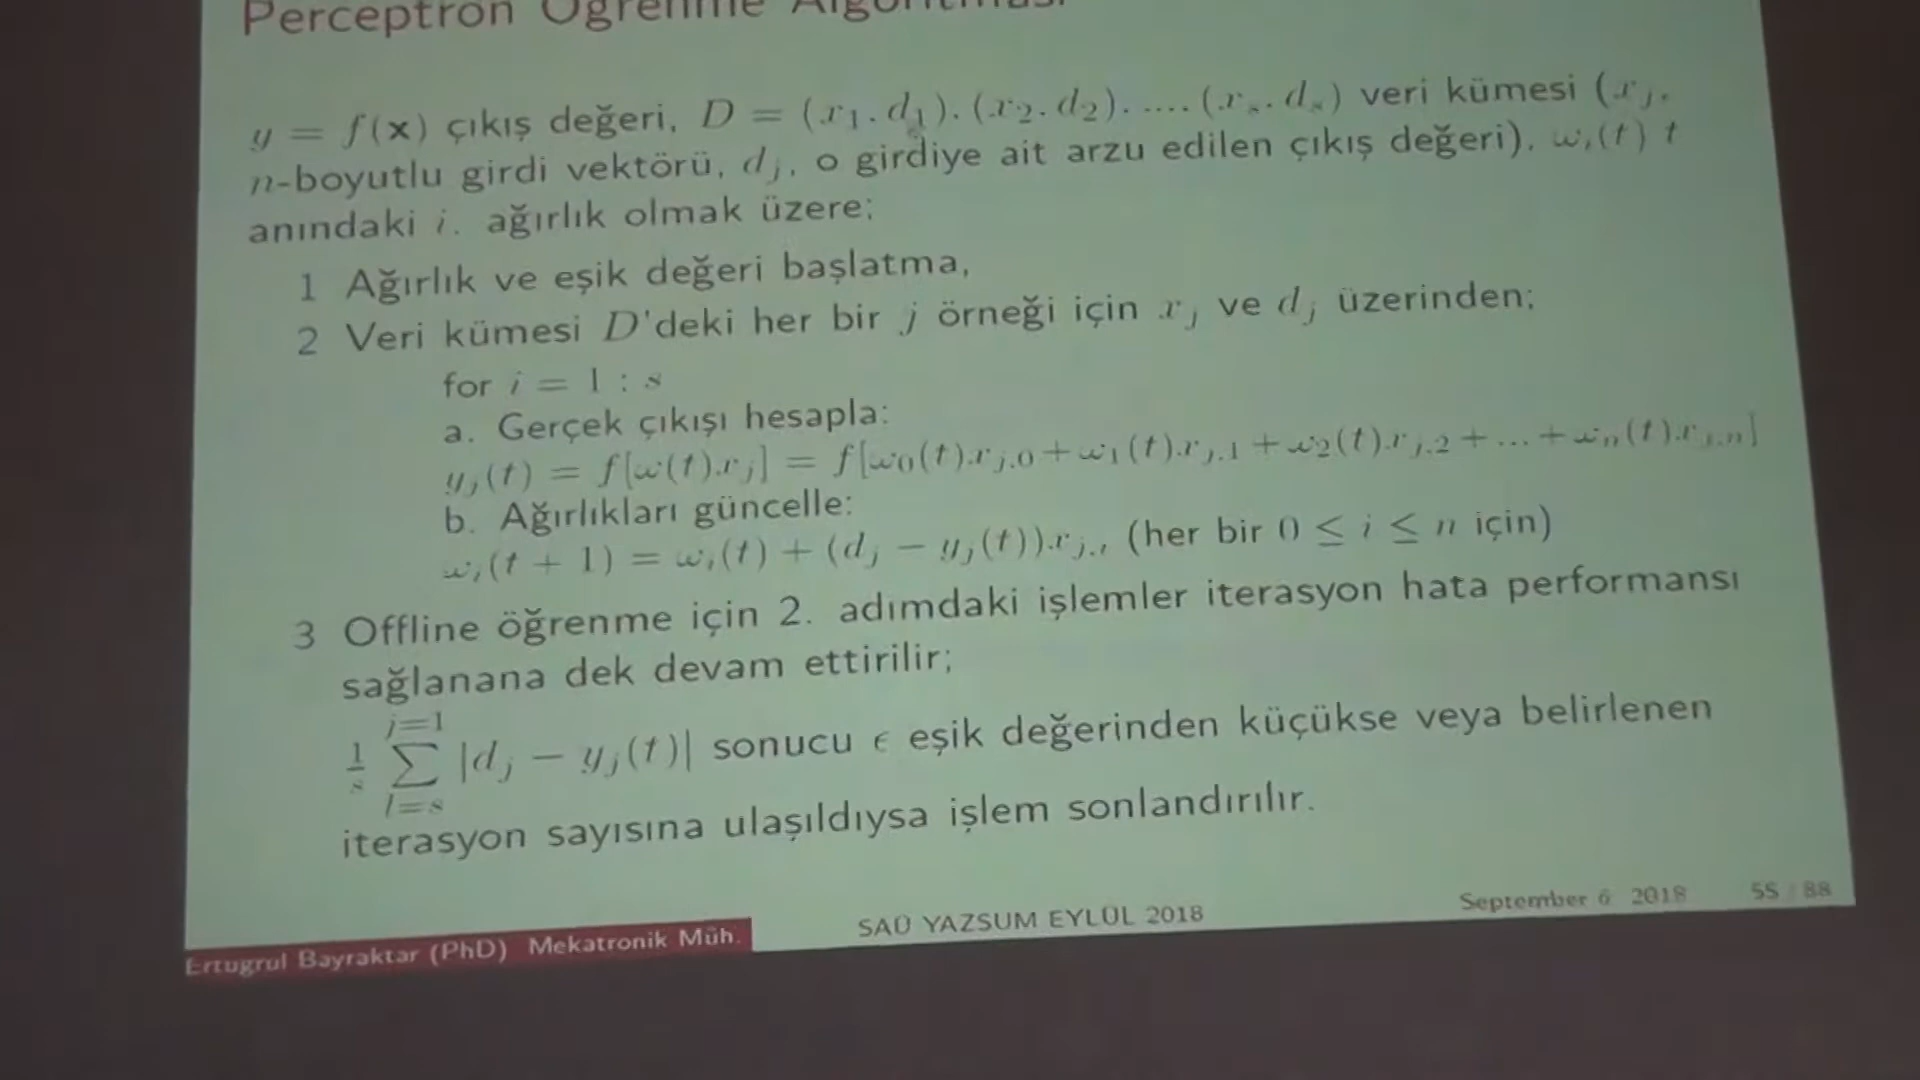 Perceptron Öğrenme Algoritması
y = f(x) çıkış değeri, D = (x₁, d₁), (x₂, d₂), ...., (xₛ, dₛ) veri kümesi (xⱼ,
n-boyutlu girdi vektörü, dⱼ, o girdiye ait arzu edilen çıkış değeri), ωᵢ(t) t
anındaki i. ağırlık olmak üzere;
1 Ağırlık ve eşik değeri başlatma,
2 Veri kümesi D'deki her bir j örneği için xⱼ ve dⱼ üzerinden;
for i = 1 : s
a. Gerçek çıkışı hesapla:
yⱼ(t) = f[ω(t).xⱼ] = f[ω₀(t).xⱼ,₀ + ω₁(t).xⱼ,₁ + ω₂(t).xⱼ,₂ + ... + ωₙ(t).xⱼ,ₙ]
b. Ağırlıkları güncelle:
ωᵢ(t + 1) = ωᵢ(t) + (dⱼ − yⱼ(t)).xⱼ,ᵢ, (her bir 0 ≤ i ≤ n için)
3 Offline öğrenme için 2. adımdaki işlemler iterasyon hata performansı
sağlanana dek devam ettirilir;
j=1
1/s ∑ |dⱼ − yⱼ(t)| sonucu ϵ eşik değerinden küçükse veya belirlenen
l=s
iterasyon sayısına ulaşıldıysa işlem sonlandırılır.
Ertugrul Bayraktar (PhD) Mekatronik Müh. SAÜ YAZSUM EYLÜL 2018 September 6 2018 55 / 88